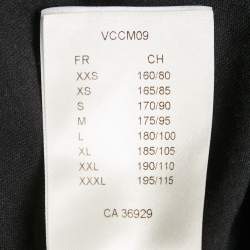 VCCM09
FR CH
XXS 160/80
XS 165/85
S 170/90
M 175/95
L 180/100
XL 185/105
XXL 190/110
XXXL 195/115
CA 36929